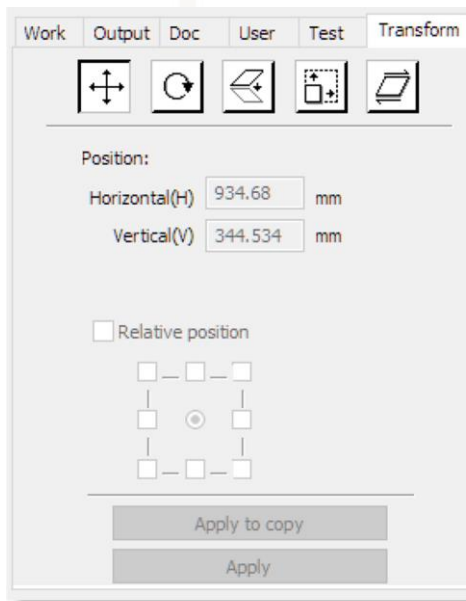 Work Output Doc User Test Transform
Position:
Horizontal(H) 934.68 mm
Vertical(V) 344.534 mm
Relative position
Apply to copy
Apply